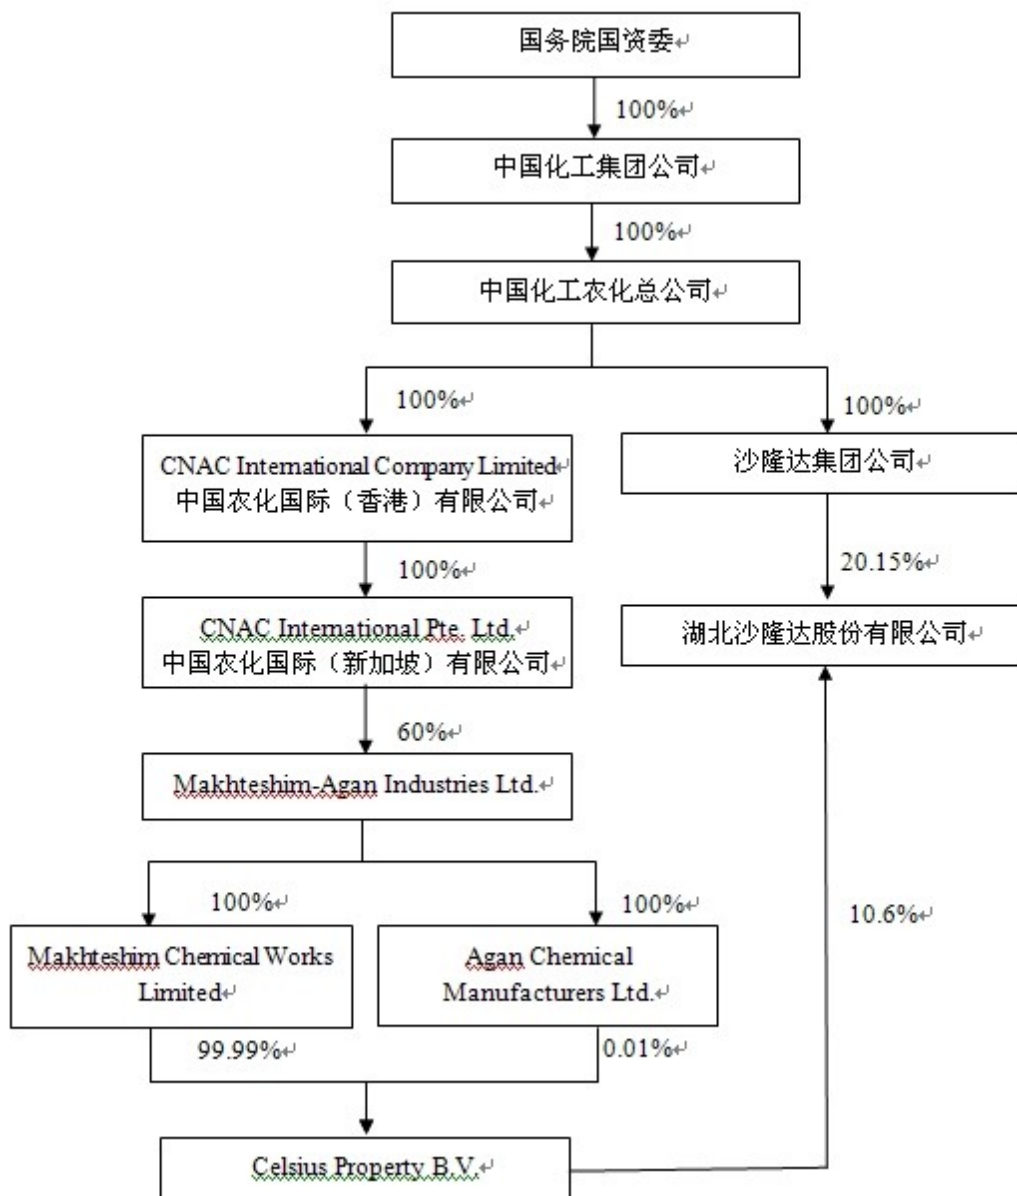 国务院国资委
100%
中国化工集团公司
100%
中国化工农化总公司
100%
100%
CNAC International Company Limited
中国农化国际（香港）有限公司
沙隆达集团公司
100%
20.15%
CNAC International Pte. Ltd.
中国农化国际（新加坡）有限公司
湖北沙隆达股份有限公司
60%
Makhteshim-Agan Industries Ltd.
100%
100%
10.6%
Makhteshim Chemical Works
Limited
Agan Chemical
Manufacturers Ltd.
99.99%
0.01%
Celsius Property B.V.